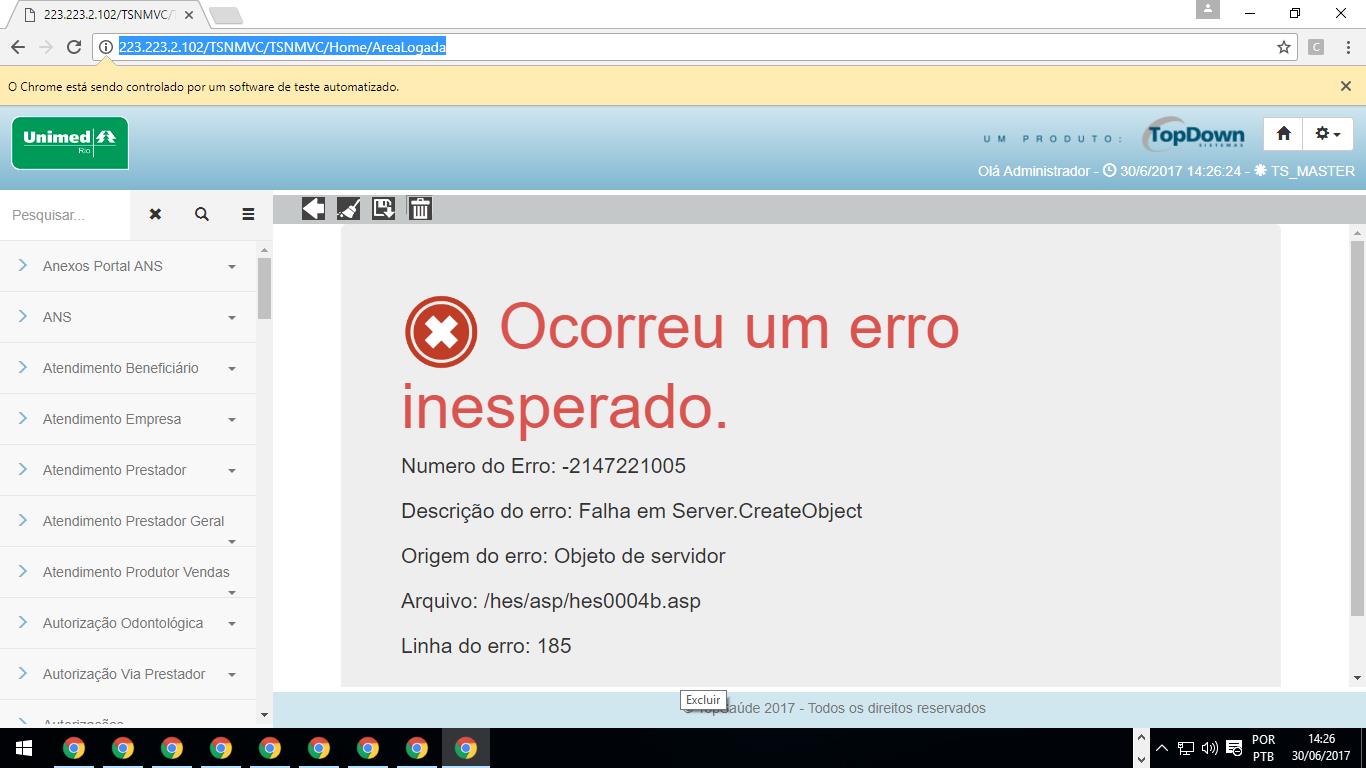 223.223.2.102/TSNMVC/
223.223.2.102/TSNMVC/TSNMVC/Home/AreaLogada
C
O Chrome está sendo controlado por um software de teste automatizado.
Unimed
Rio
UM PRODUTO:
TopDown
SISTEMAS
Olá Administrador - 30/6/2017 14:26:24 - TS_MASTER
Pesquisar...
Anexos Portal ANS
ANS
Atendimento Beneficiário
Atendimento Empresa
Atendimento Prestador
Atendimento Prestador Geral
Atendimento Produtor Vendas
Autorização Odontológica
Autorização Via Prestador
Autorizações
Ocorreu um erro
inesperado.
Numero do Erro: -2147221005
Descrição do erro: Falha em Server.CreateObject
Origem do erro: Objeto de servidor
Arquivo: /hes/asp/hes0004b.asp
Linha do erro: 185
Excluir
© TopSaúde 2017 - Todos os direitos reservados
POR
PTB
14:26
30/06/2017